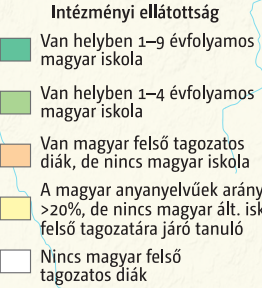 Intézményi ellátottság
Van helyben 1–9 évfolyamos
magyar iskola
Van helyben 1–4 évfolyamos
magyar iskola
Van magyar felső tagozatos
diák, de nincs magyar iskola
A magyar anyanyelvűek arány
>20%, de nincs magyar ált. isk
felső tagozatára járó tanuló
Nincs magyar felső
tagozatos diák